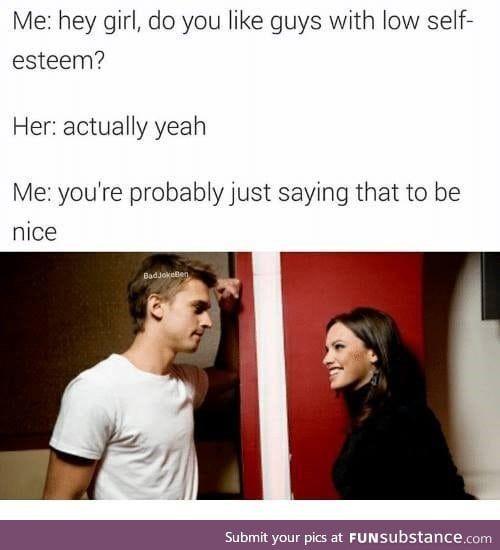 Me: hey girl, do you like guys with low self-
esteem?
Her: actually yeah
Me: you're probably just saying that to be
nice
BadJokeBen
Submit your pics at FUNsubstance.com